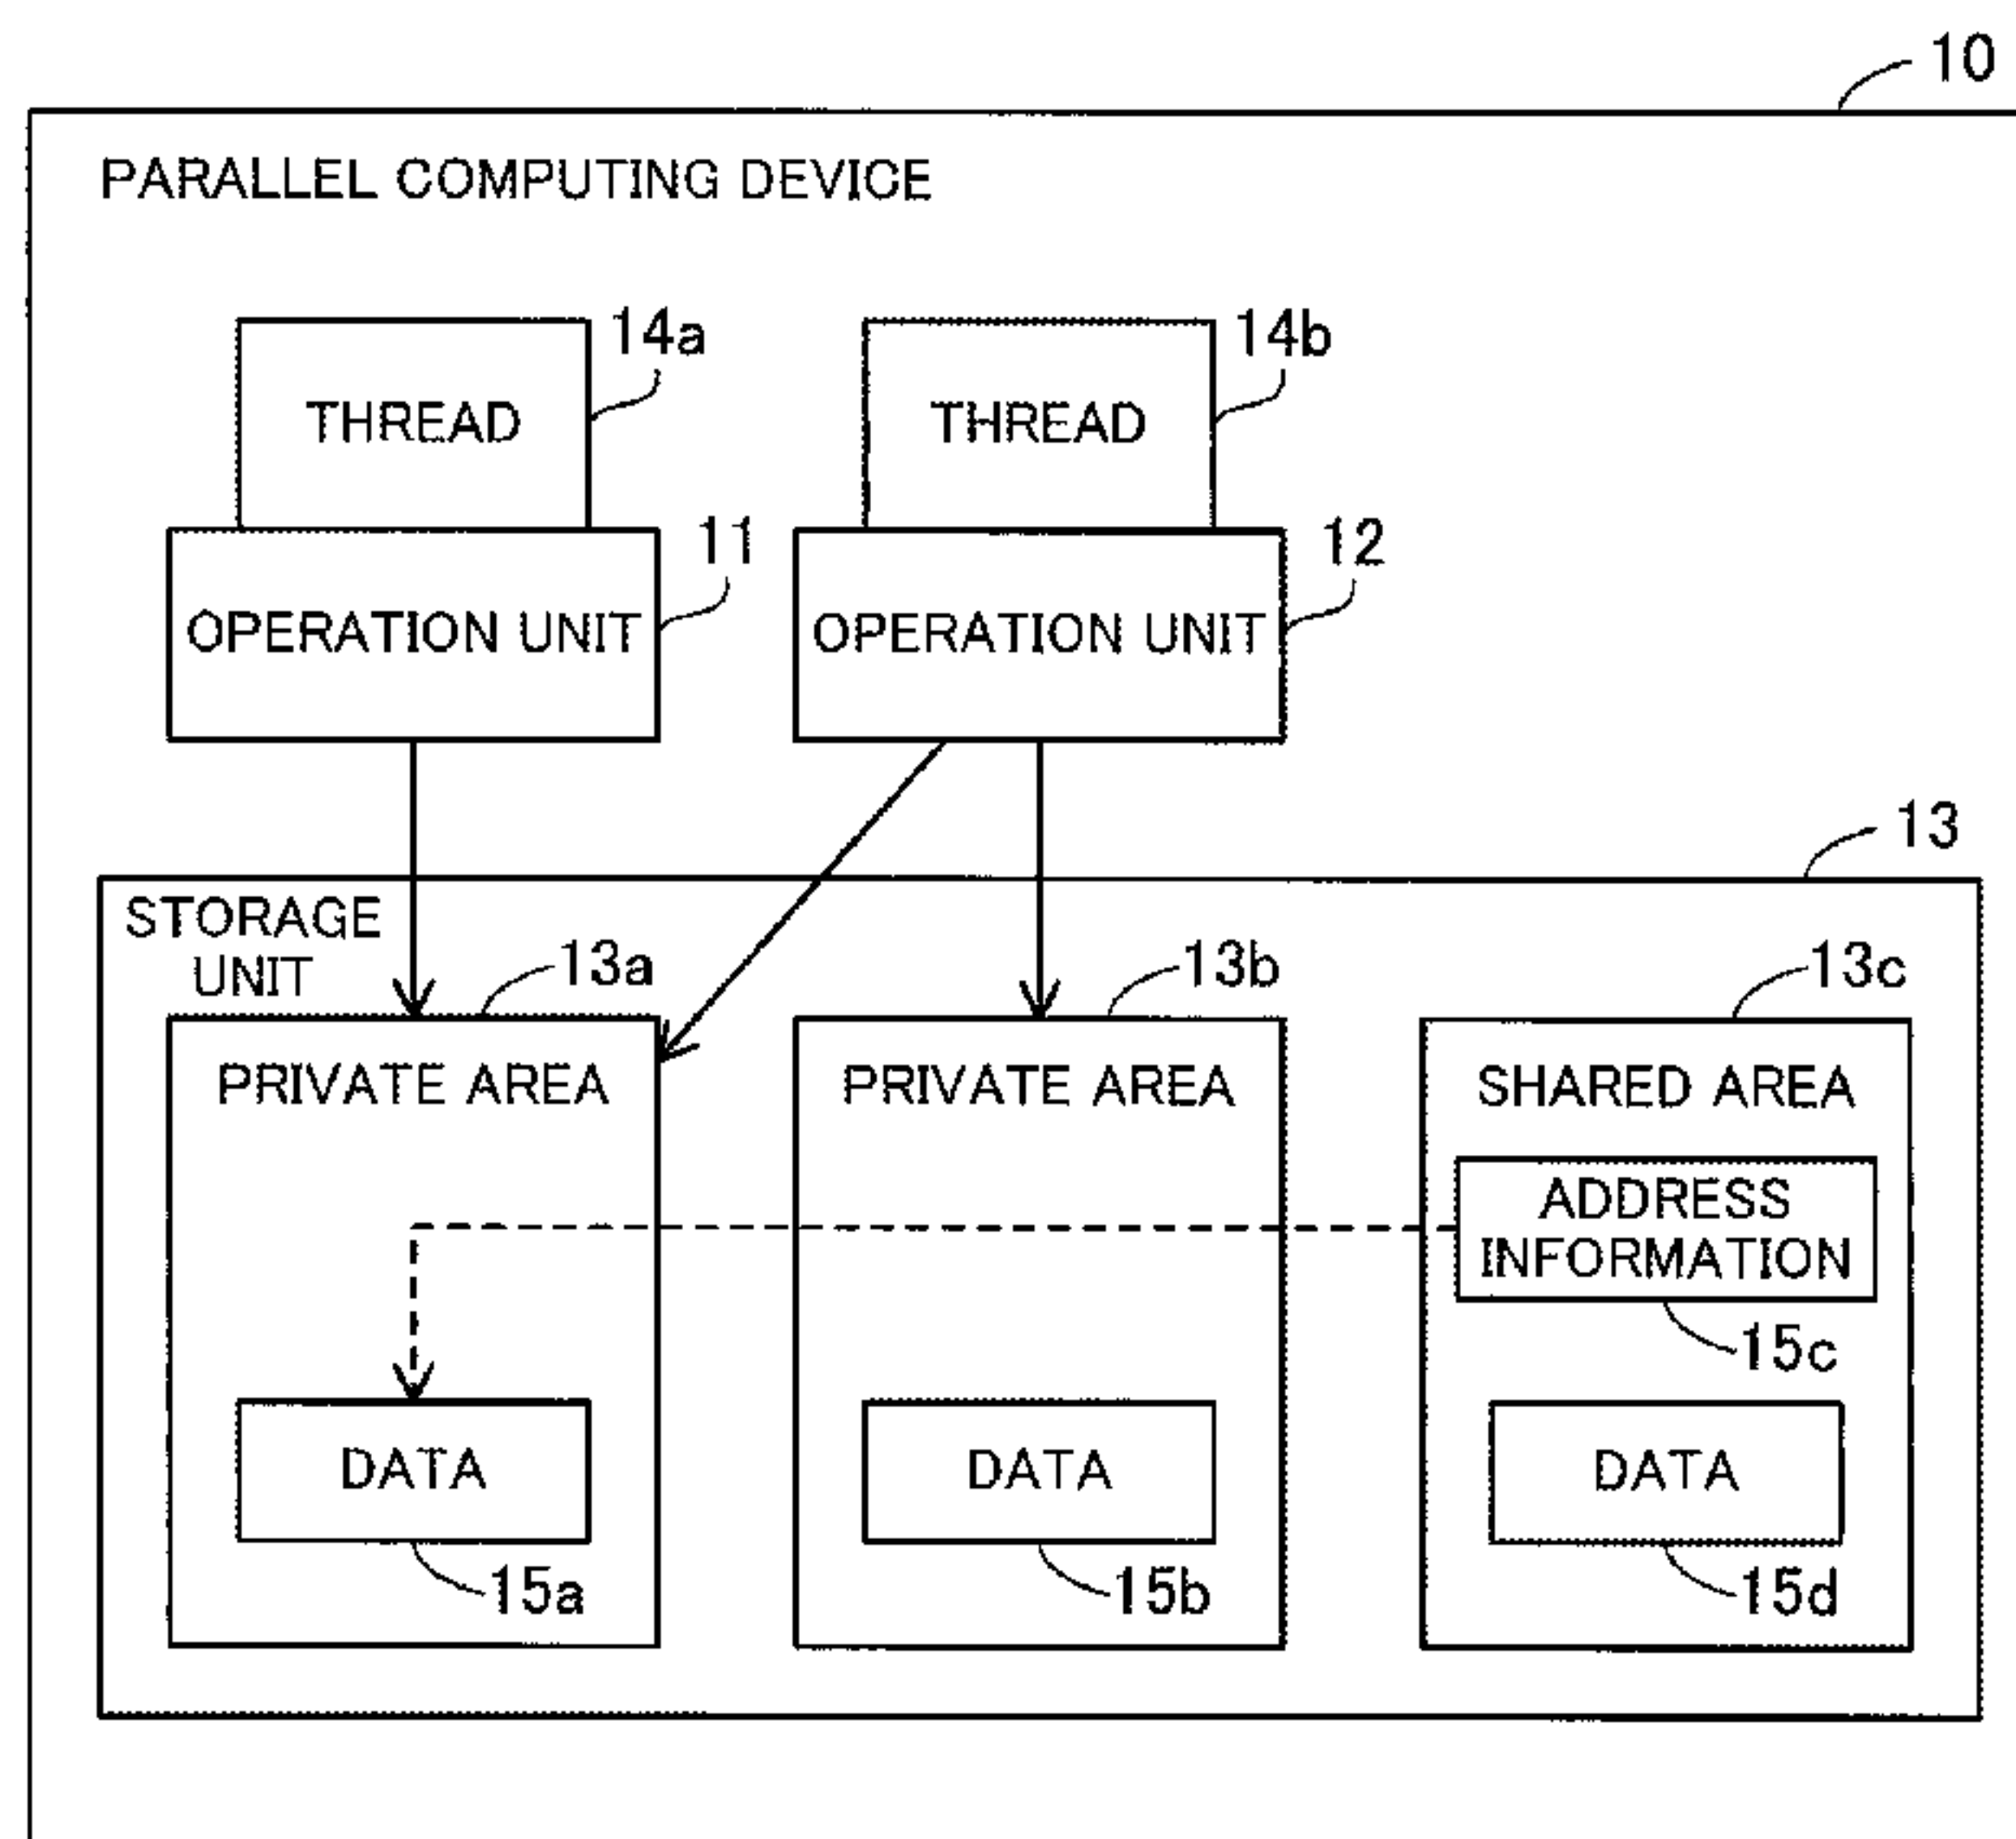 10
PARALLEL COMPUTING DEVICE
14a
14b
THREAD
THREAD
11
12
OPERATION UNIT
OPERATION UNIT
13
STORAGE
UNIT
13a
13b
13c
PRIVATE AREA
PRIVATE AREA
SHARED AREA
ADDRESS
INFORMATION
15c
DATA
DATA
DATA
15a
15b
15d